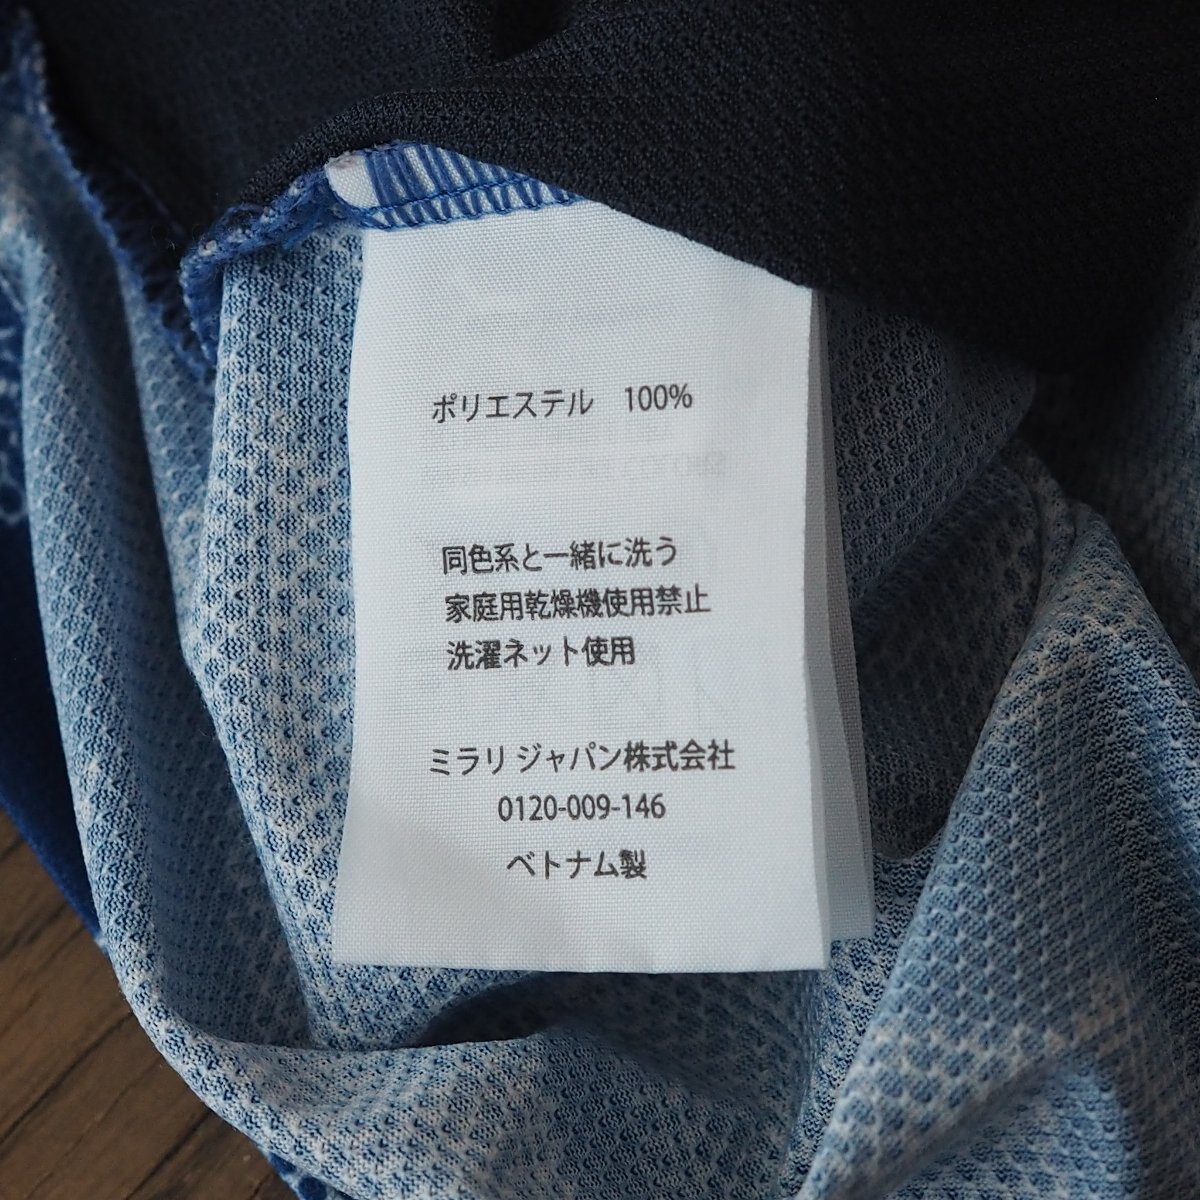 ポリエステル　100%
同色系と一緒に洗う
家庭用乾燥機使用禁止
洗濯ネット使用
ミラリ ジャパン株式会社
0120-009-146
ベトナム製